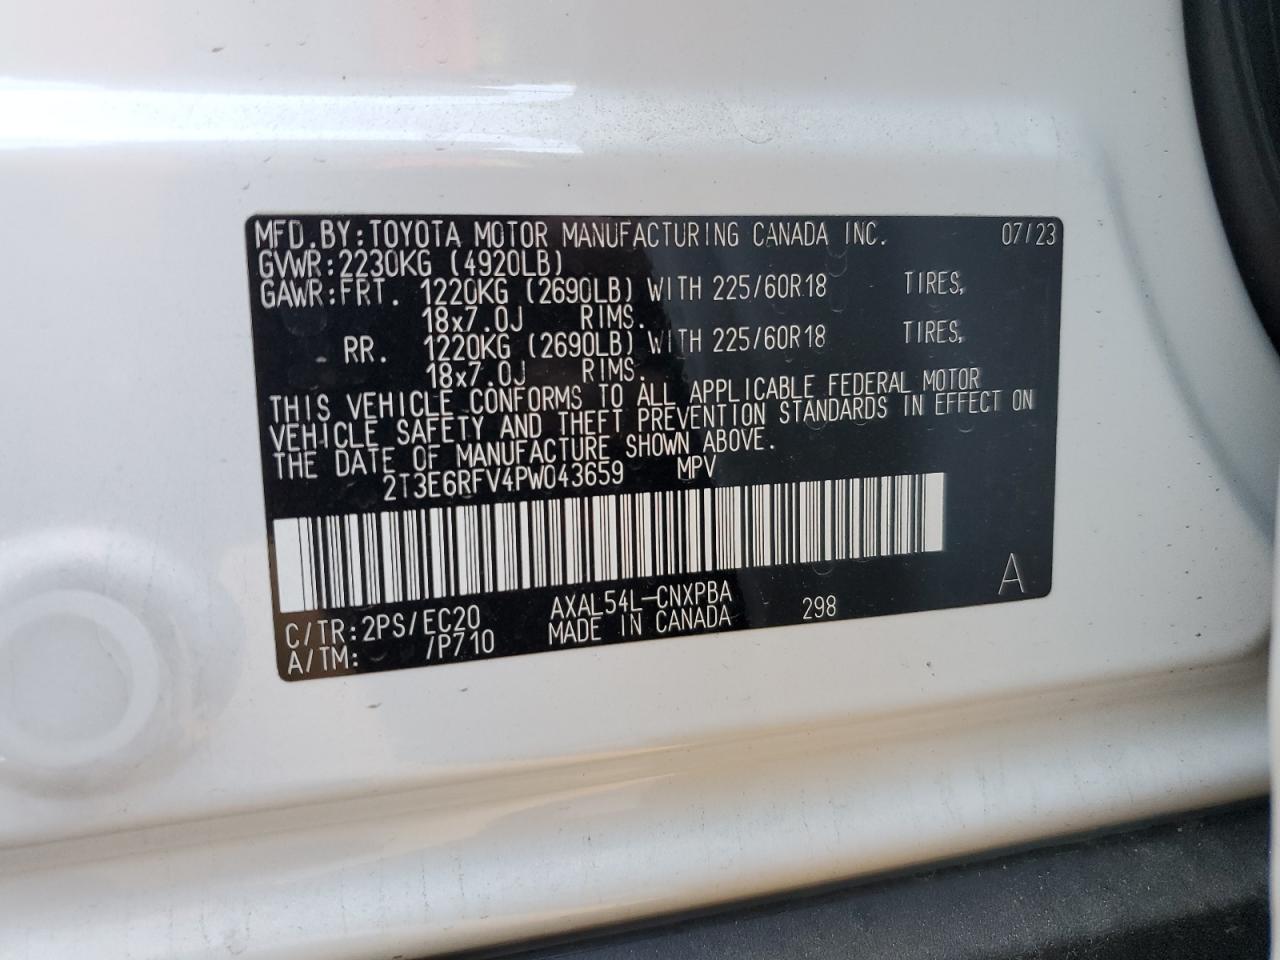 MFD.BY:TOYOTA MOTOR MANUFACTURING CANADA INC. 07/23
GVWR:2230KG (4920LB)
GAWR:FRT. 1220KG (2690LB) WITH 225/60R18 TIRES,
18x7.0J RIMS.
RR. 1220KG (2690LB) WITH 225/60R18 TIRES,
18x7.0J RIMS.
THIS VEHICLE CONFORMS TO ALL APPLICABLE FEDERAL MOTOR
VEHICLE SAFETY AND THEFT PREVENTION STANDARDS IN EFFECT ON
THE DATE OF MANUFACTURE SHOWN ABOVE.
2T3E6RFV4PW043659 MPV
C/TR:2PS/EC20 AXAL54L-CNXPBA 298 A
A/TM: /P710 MADE IN CANADA